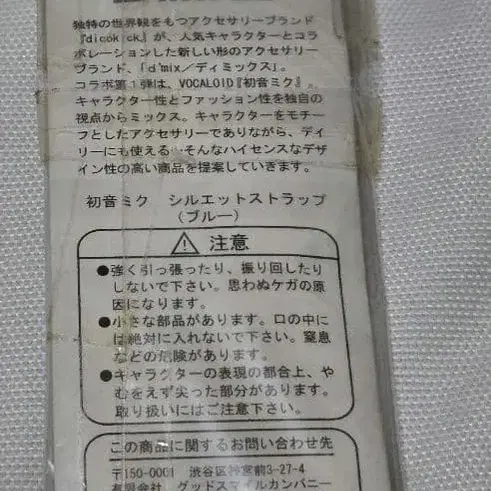 独特の世界観をもつアクセサリーブランド
が、人気キャラクターとコラ
ボレーションした新しい形のアクセサリー
ブランド、「d'mix／ディミックス」。
コラボ第1弾は、VOCALOID『初音ミク』。
キャラクター性とファッション性を独自の
視点からミックス。キャラクターをモチー
フとしたアクセサリーでありながら、デイ
リーにも使える…そんなハイセンスなデザ
イン性の高い商品を提案していきます。
初音ミク　シルエットストラップ
（ブルー）
⚠ 注意
●強く引っ張ったり、振り回したり
しないで下さい。思わぬケガの原
因になります。
●小さな部品があります。口の中に
は絶対に入れないで下さい。窒息
などの危険があります。
●キャラクターの表現の都合上、や
むをえず尖った部分があります。
取り扱いにはご注意下さい。
この商品に関するお問い合わせ先
〒150-0001　渋谷区神宮前3-27-4
有限会社　グッドスマイルカンパニー